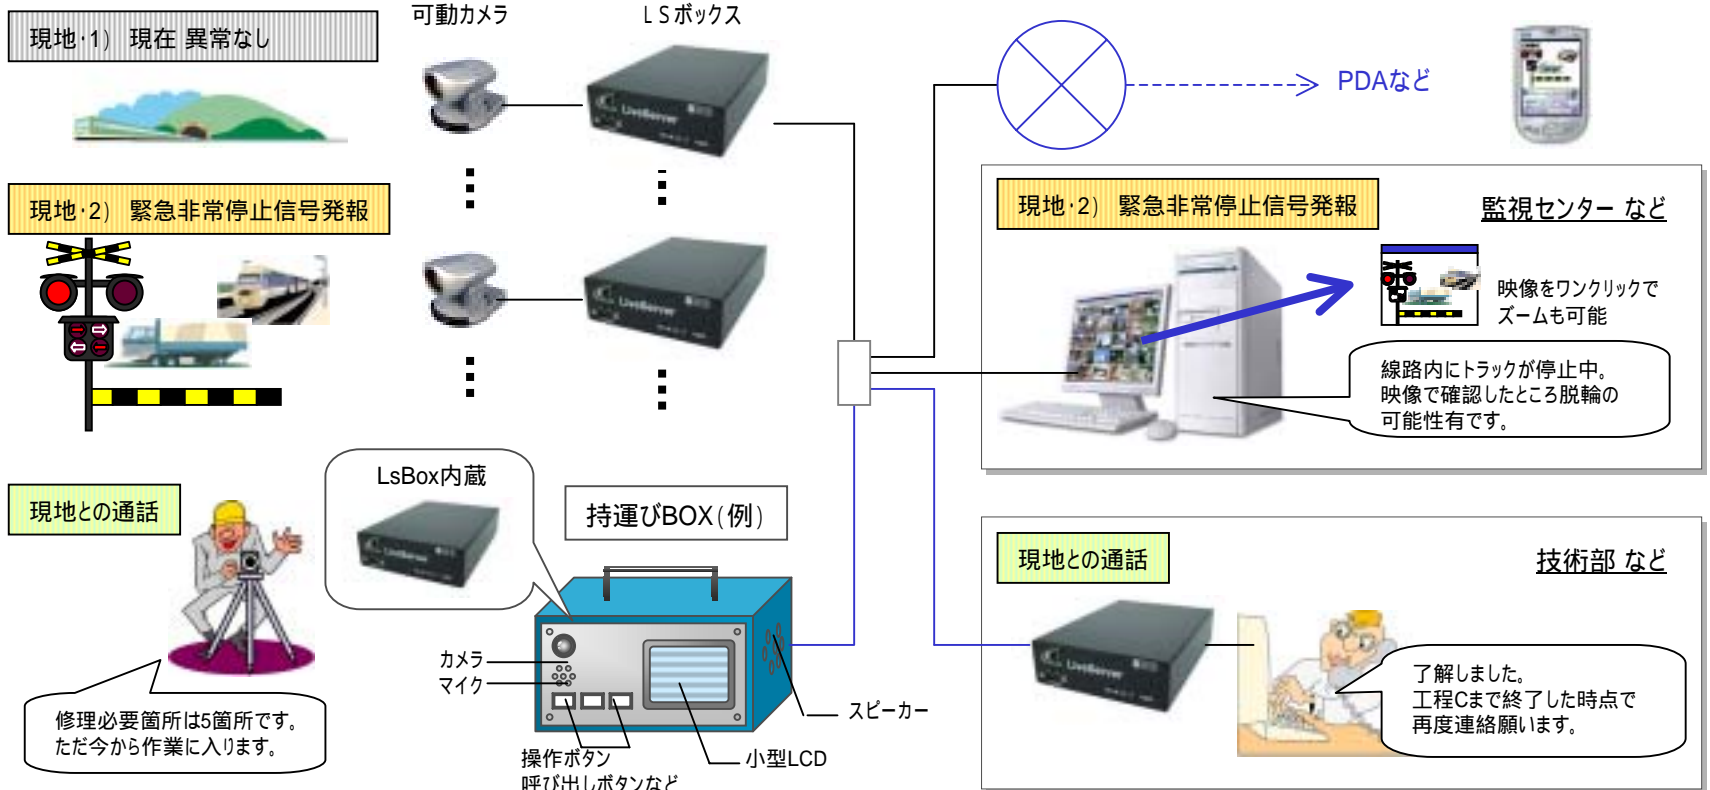 可動カメラ
ＬＳボックス
現地･1)　現在 異常なし
PDAなど
現地･2)　緊急非常停止信号発報
現地･2)　緊急非常停止信号発報
監視センター など
映像をワンクリックで
ズームも可能
線路内にトラックが停止中。
映像で確認したところ脱輪の
可能性有です。
LiveServer
LiveServer
現地との通話
LsBox内蔵
LiveServer
持運びBOX(例)
カメラ
マイク
スピーカー
小型LCD
操作ボタン
呼び出しボタンなど
修理必要箇所は5箇所です。
ただ今から作業に入ります。
現地との通話
技術部 など
LiveServer
了解しました。
工程Cまで終了した時点で
再度連絡願います。